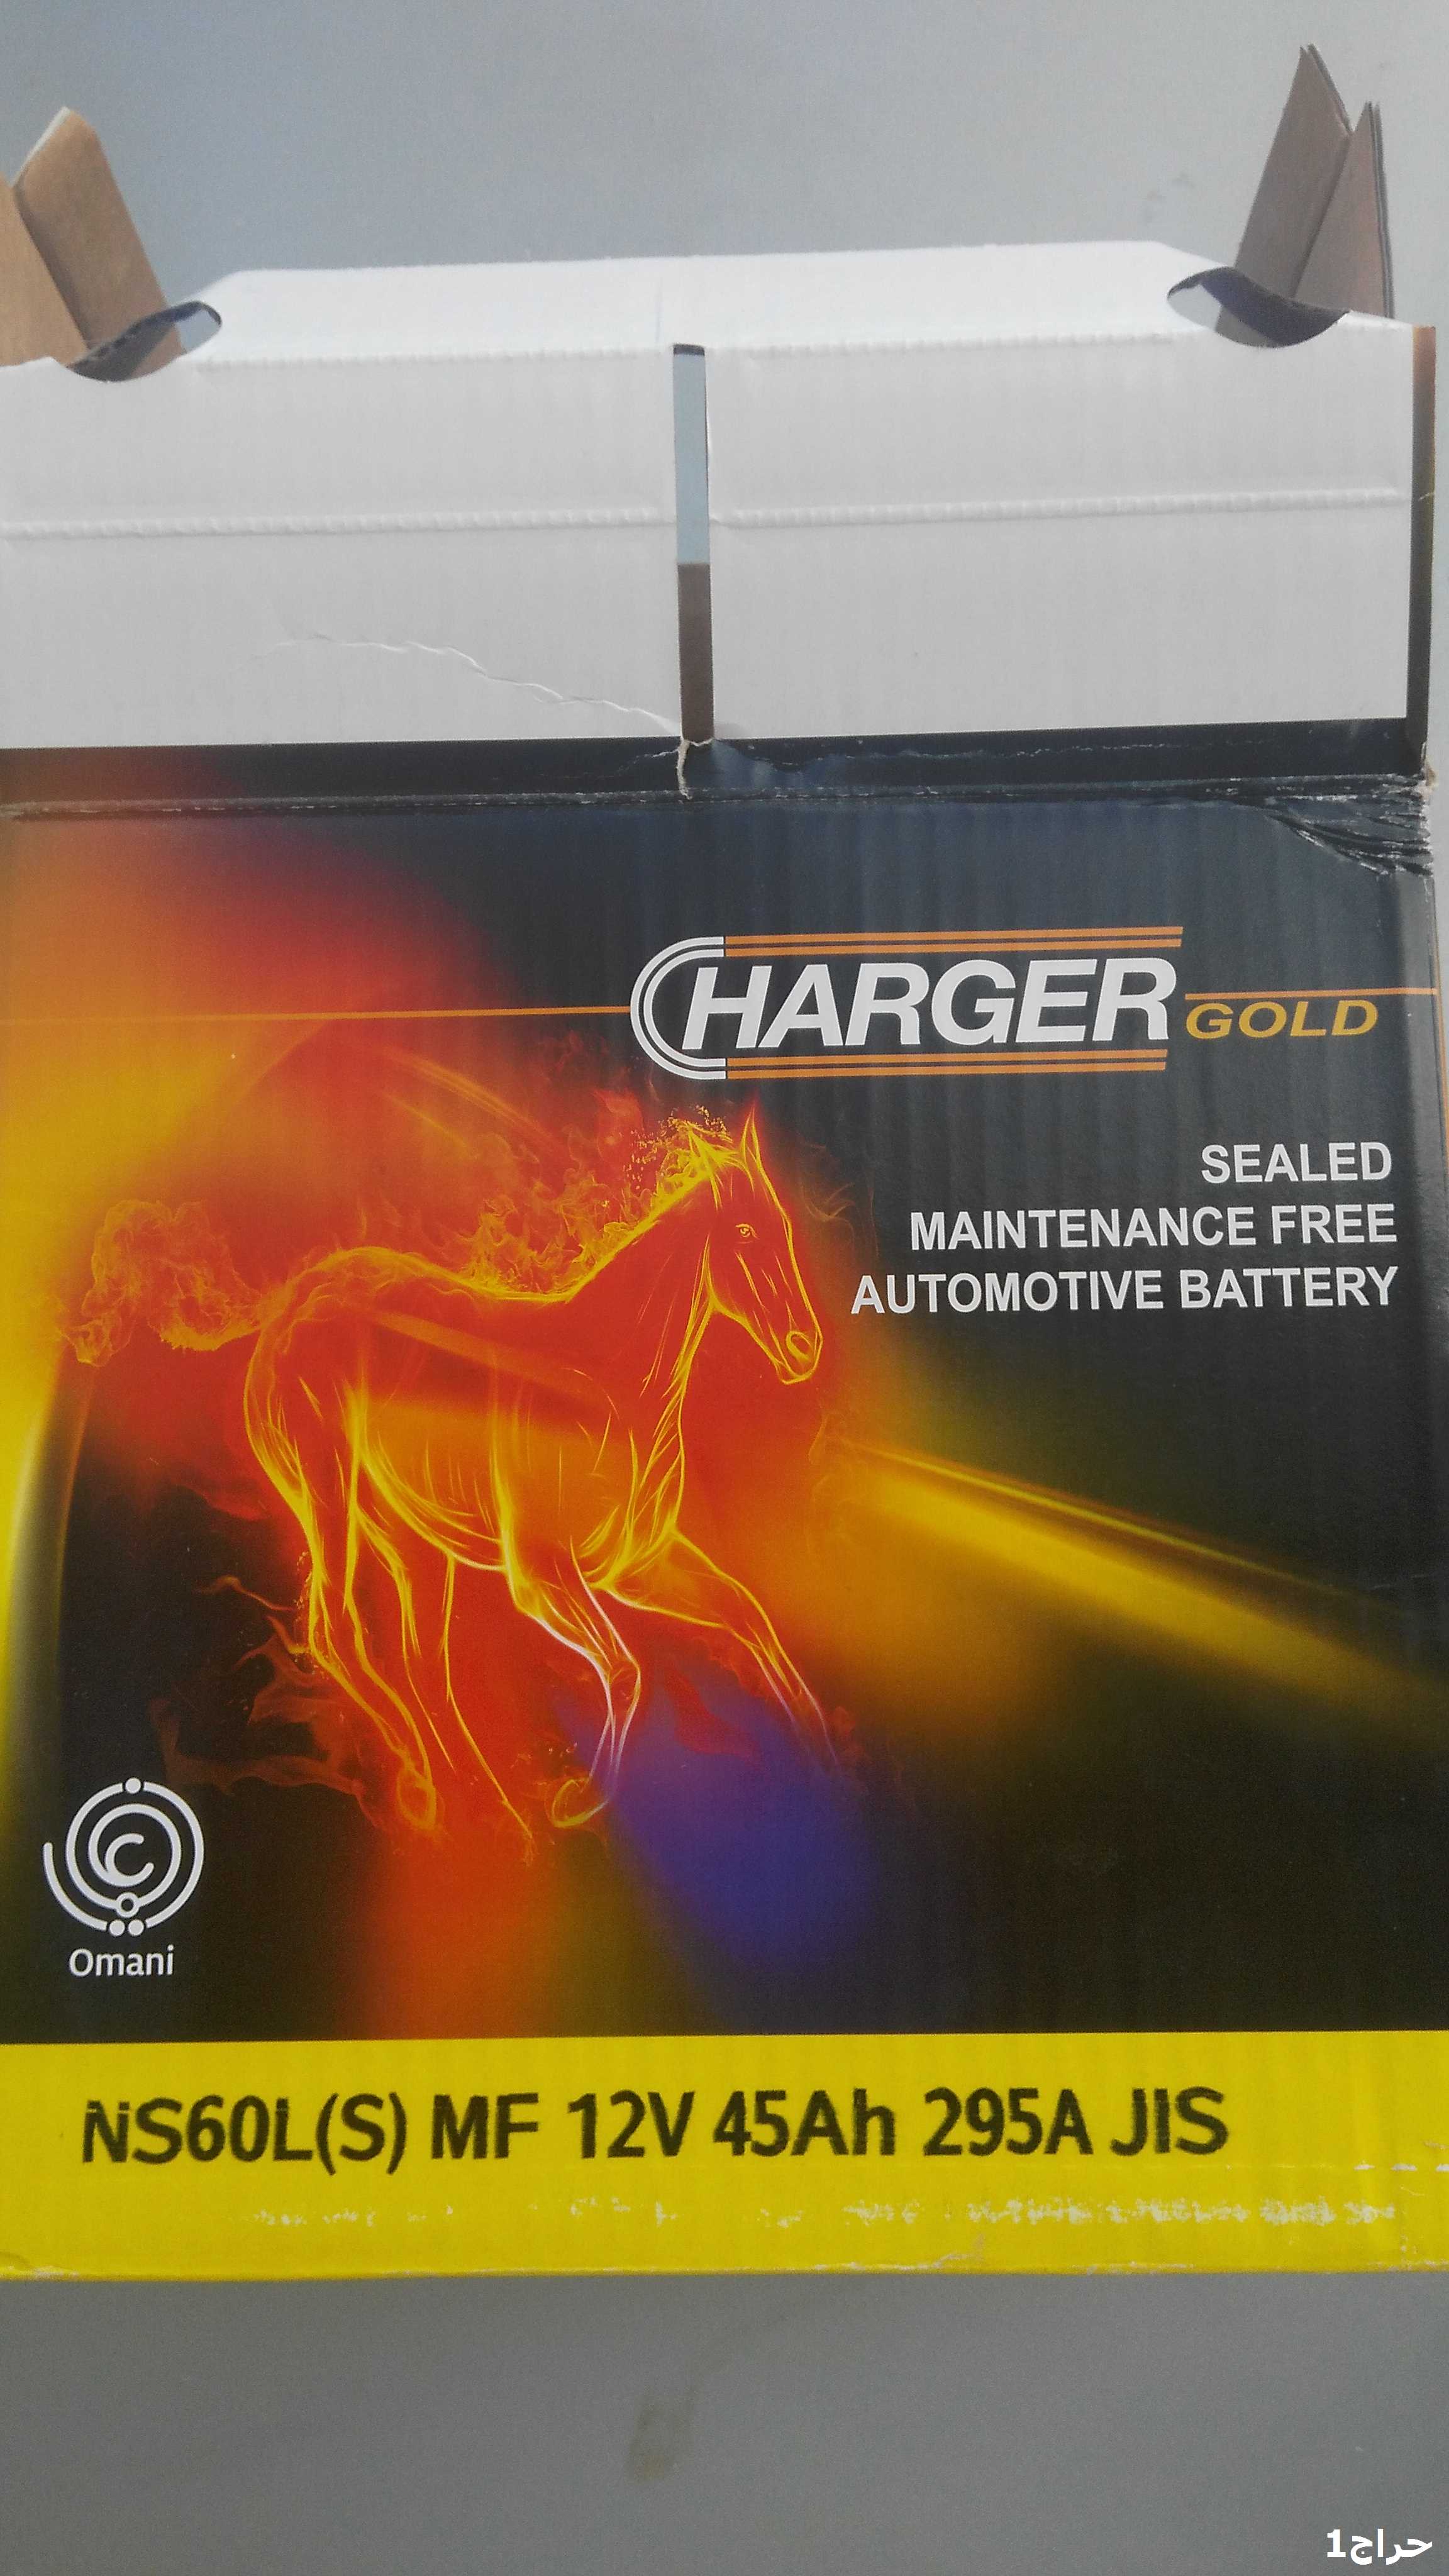 CHARGER GOLD
SEALED
MAINTENANCE FREE
AUTOMOTIVE BATTERY
Omani
NS60L(S) MF 12V 45Ah 295A JIS
حراج1